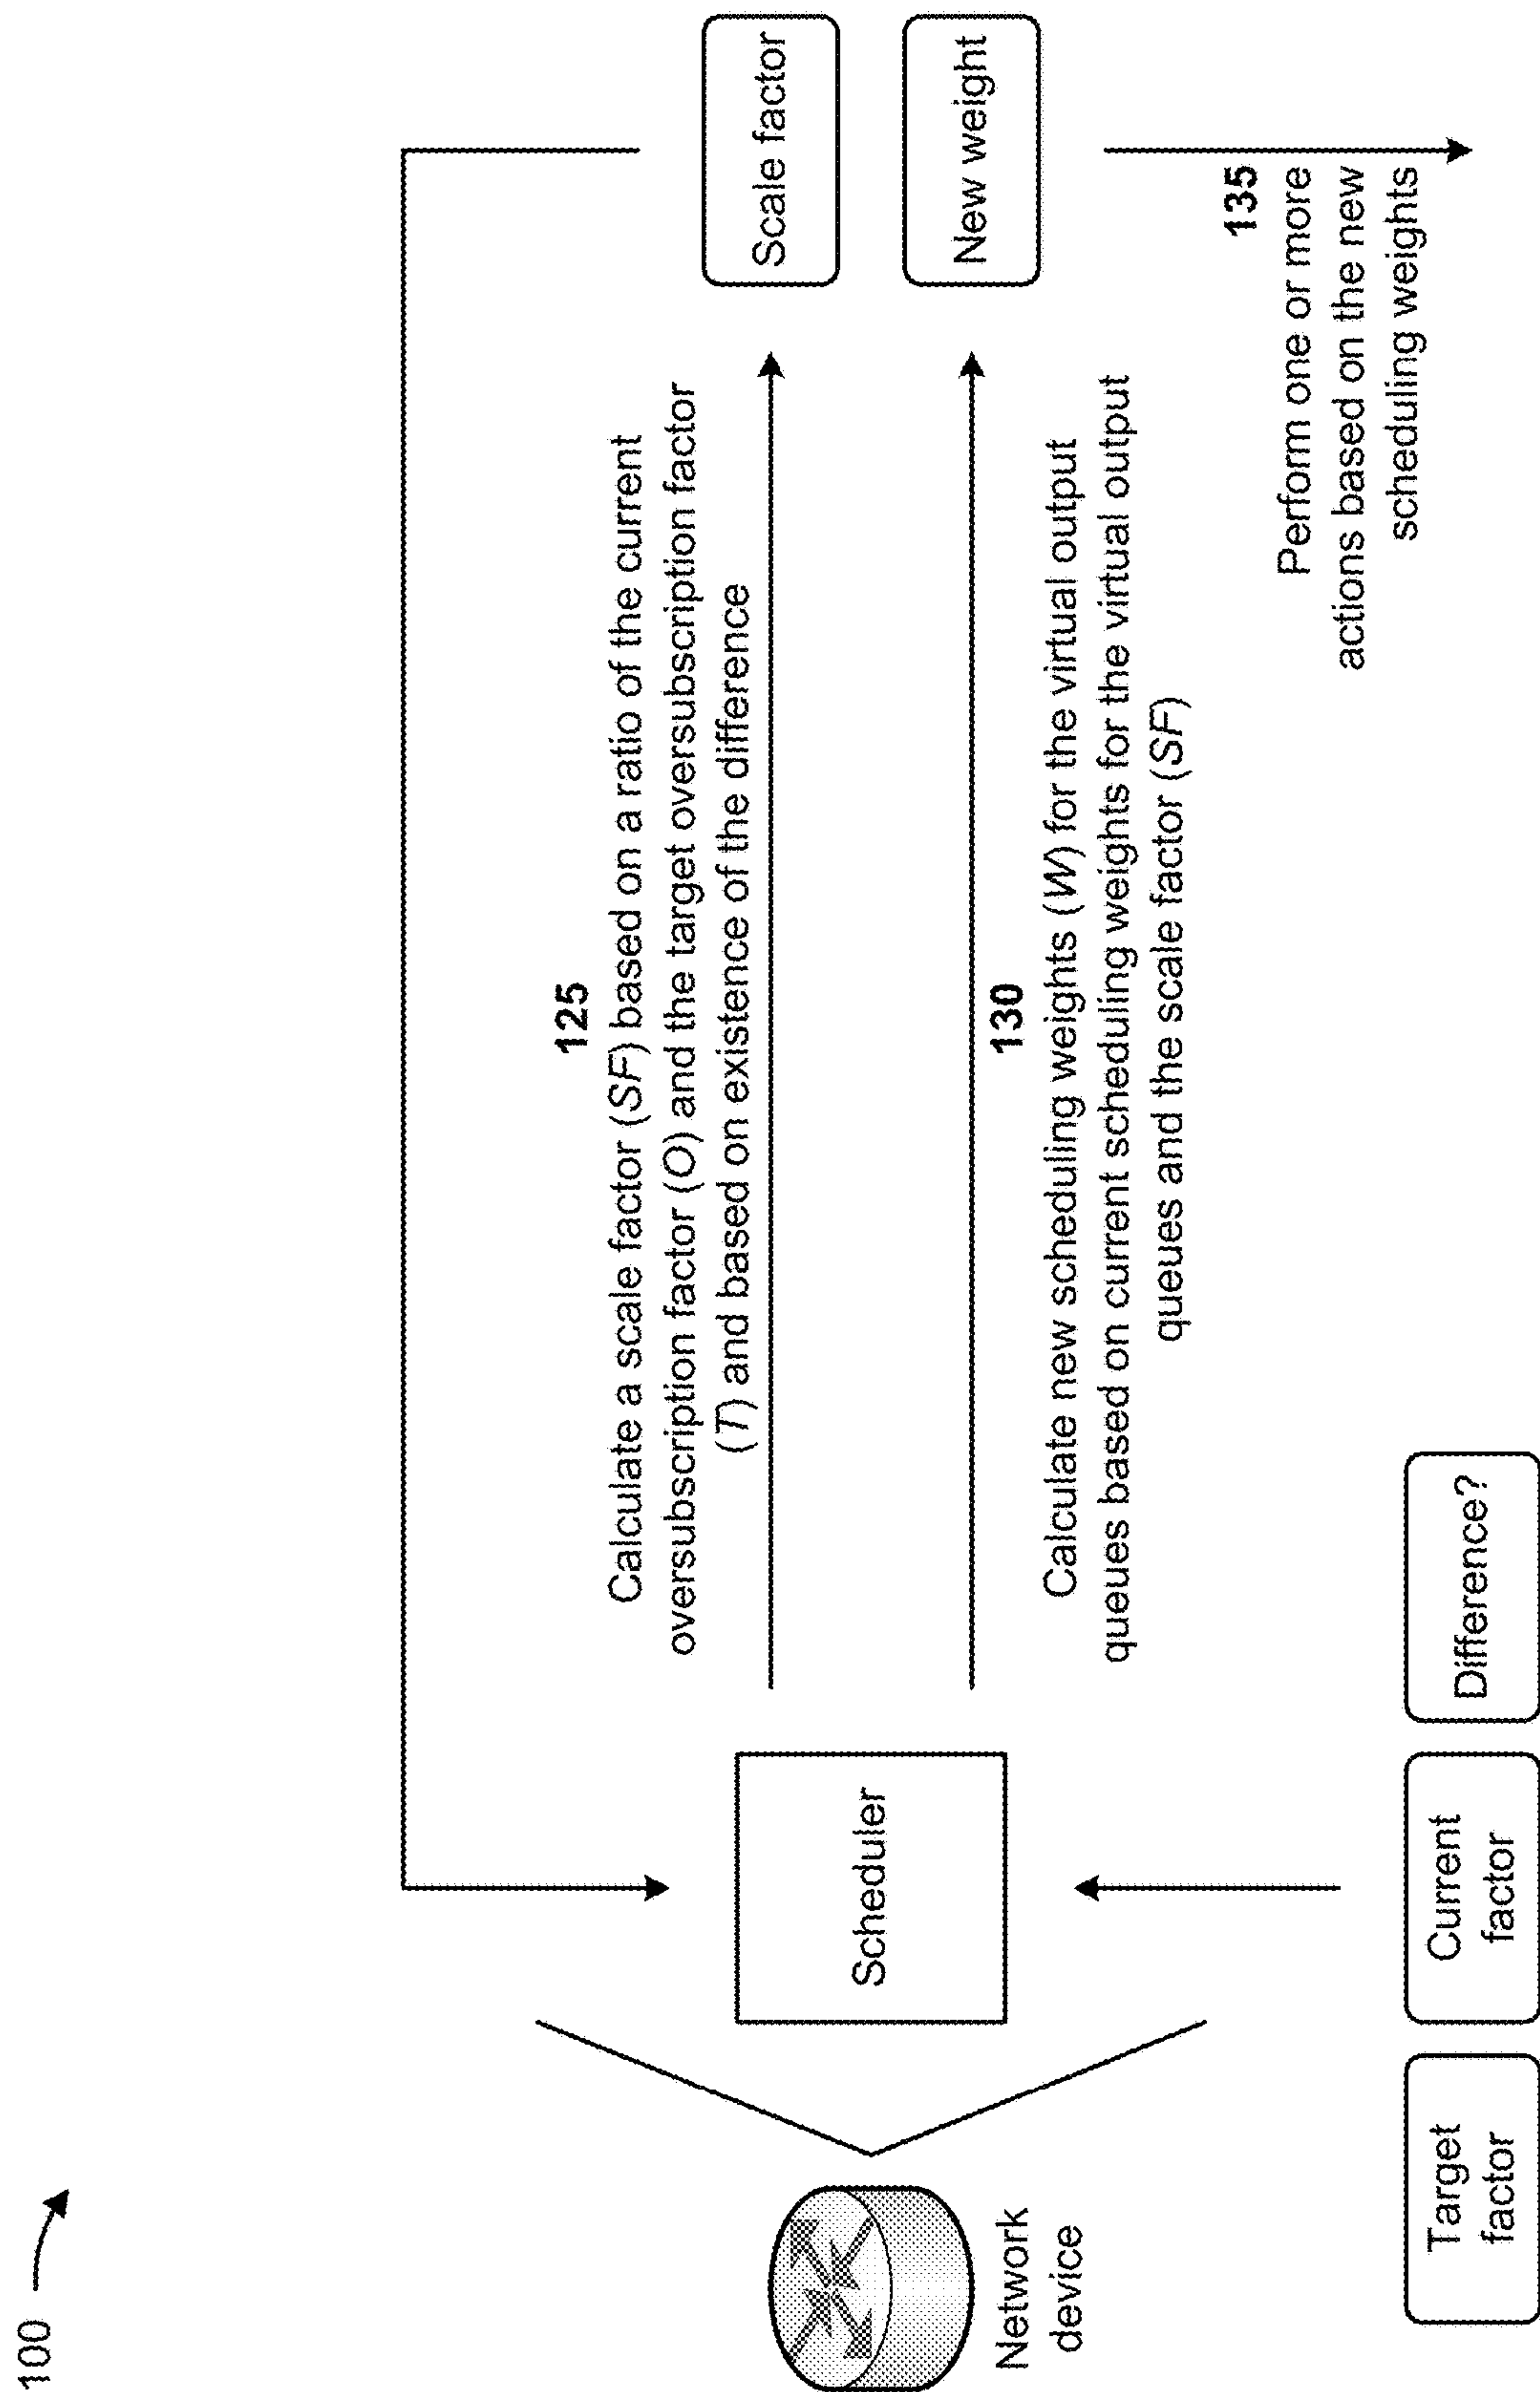 100
125
Calculate a scale factor (SF) based on a ratio of the current
oversubscription factor (O) and the target oversubscription factor
(T) and based on existence of the difference
Scale factor
Network
device
Scheduler
New weight
130
Calculate new scheduling weights (W) for the virtual output
queues based on current scheduling weights for the virtual output
queues and the scale factor (SF)
135
Perform one or more
actions based on the new
scheduling weights
Target
factor
Current
factor
Difference?